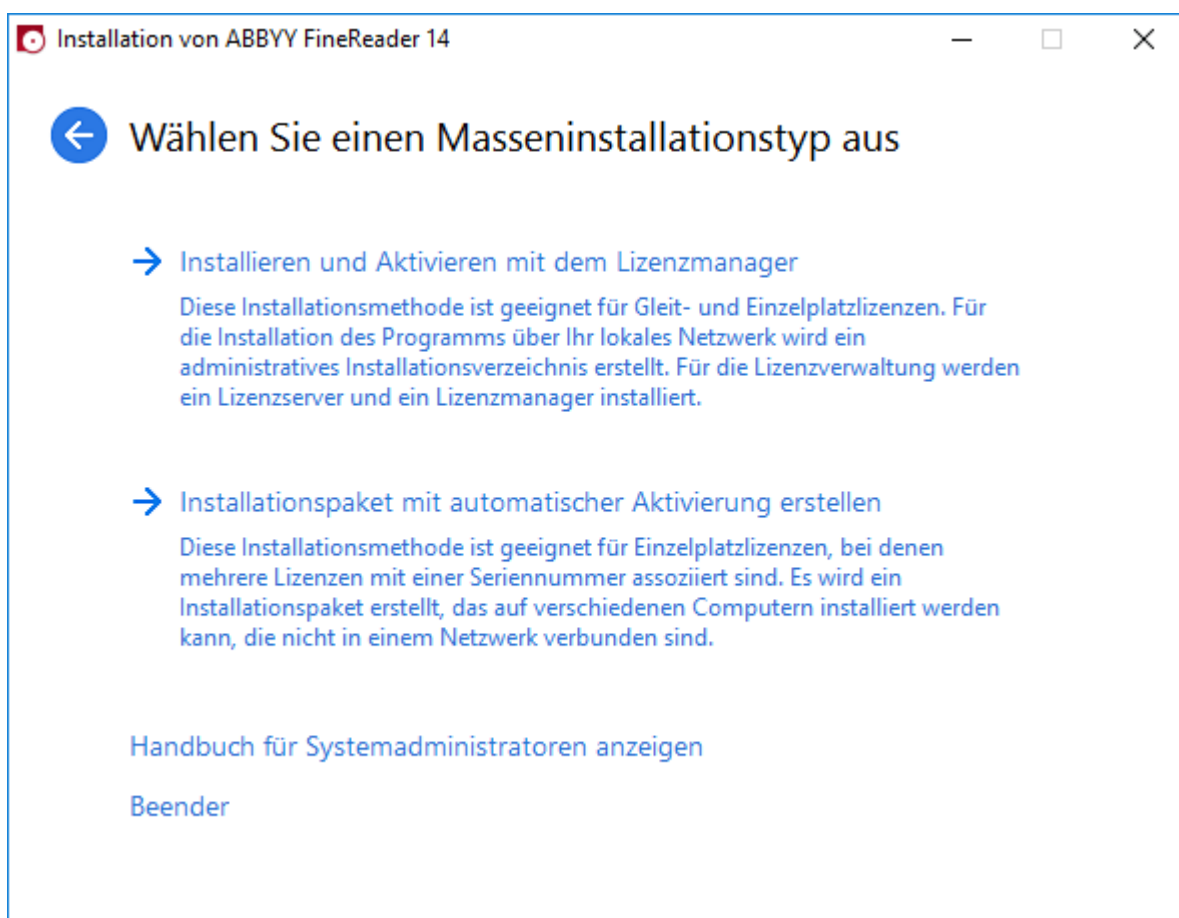 Installation von ABBYY FineReader 14
Wählen Sie einen Masseninstallationstyp aus
Installieren und Aktivieren mit dem Lizenzmanager
Diese Installationsmethode ist geeignet für Gleit- und Einzelplatzlizenzen. Für
die Installation des Programms über Ihr lokales Netzwerk wird ein
administratives Installationsverzeichnis erstellt. Für die Lizenzverwaltung werden
ein Lizenzserver und ein Lizenzmanager installiert.
Installationspaket mit automatischer Aktivierung erstellen
Diese Installationsmethode ist geeignet für Einzelplatzlizenzen, bei denen
mehrere Lizenzen mit einer Seriennummer assoziiert sind. Es wird ein
Installationspaket erstellt, das auf verschiedenen Computern installiert werden
kann, die nicht in einem Netzwerk verbunden sind.
Handbuch für Systemadministratoren anzeigen
Beender